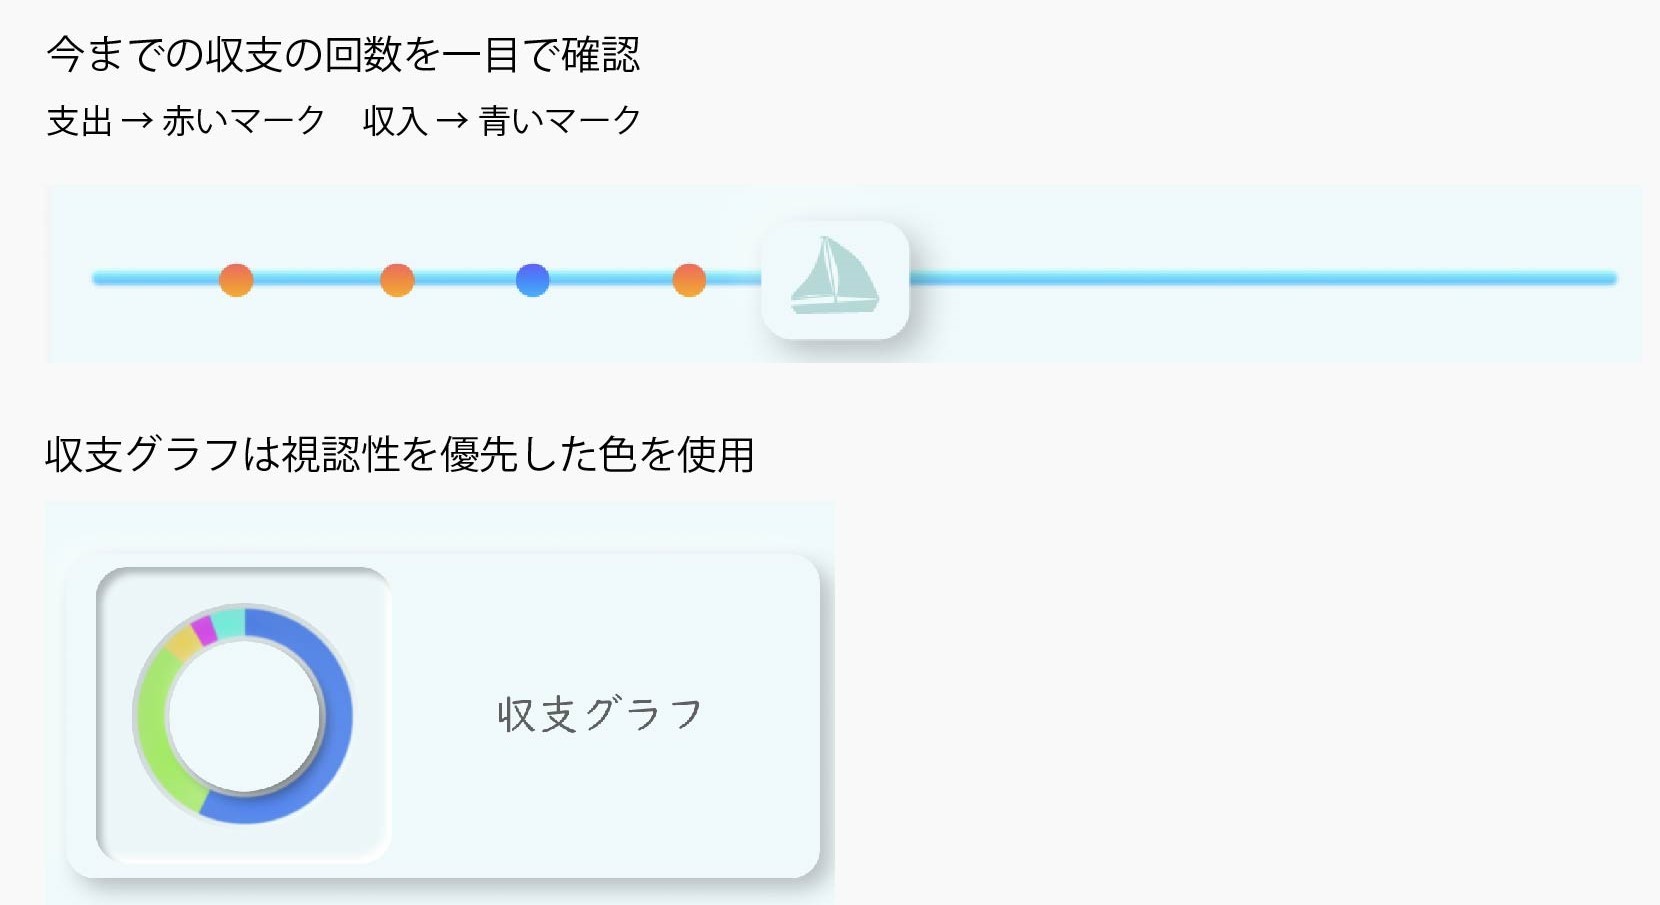 今までの収支の回数を一目で確認
支出 → 赤いマーク　収入 → 青いマーク
収支グラフは視認性を優先した色を使用
収支グラフ